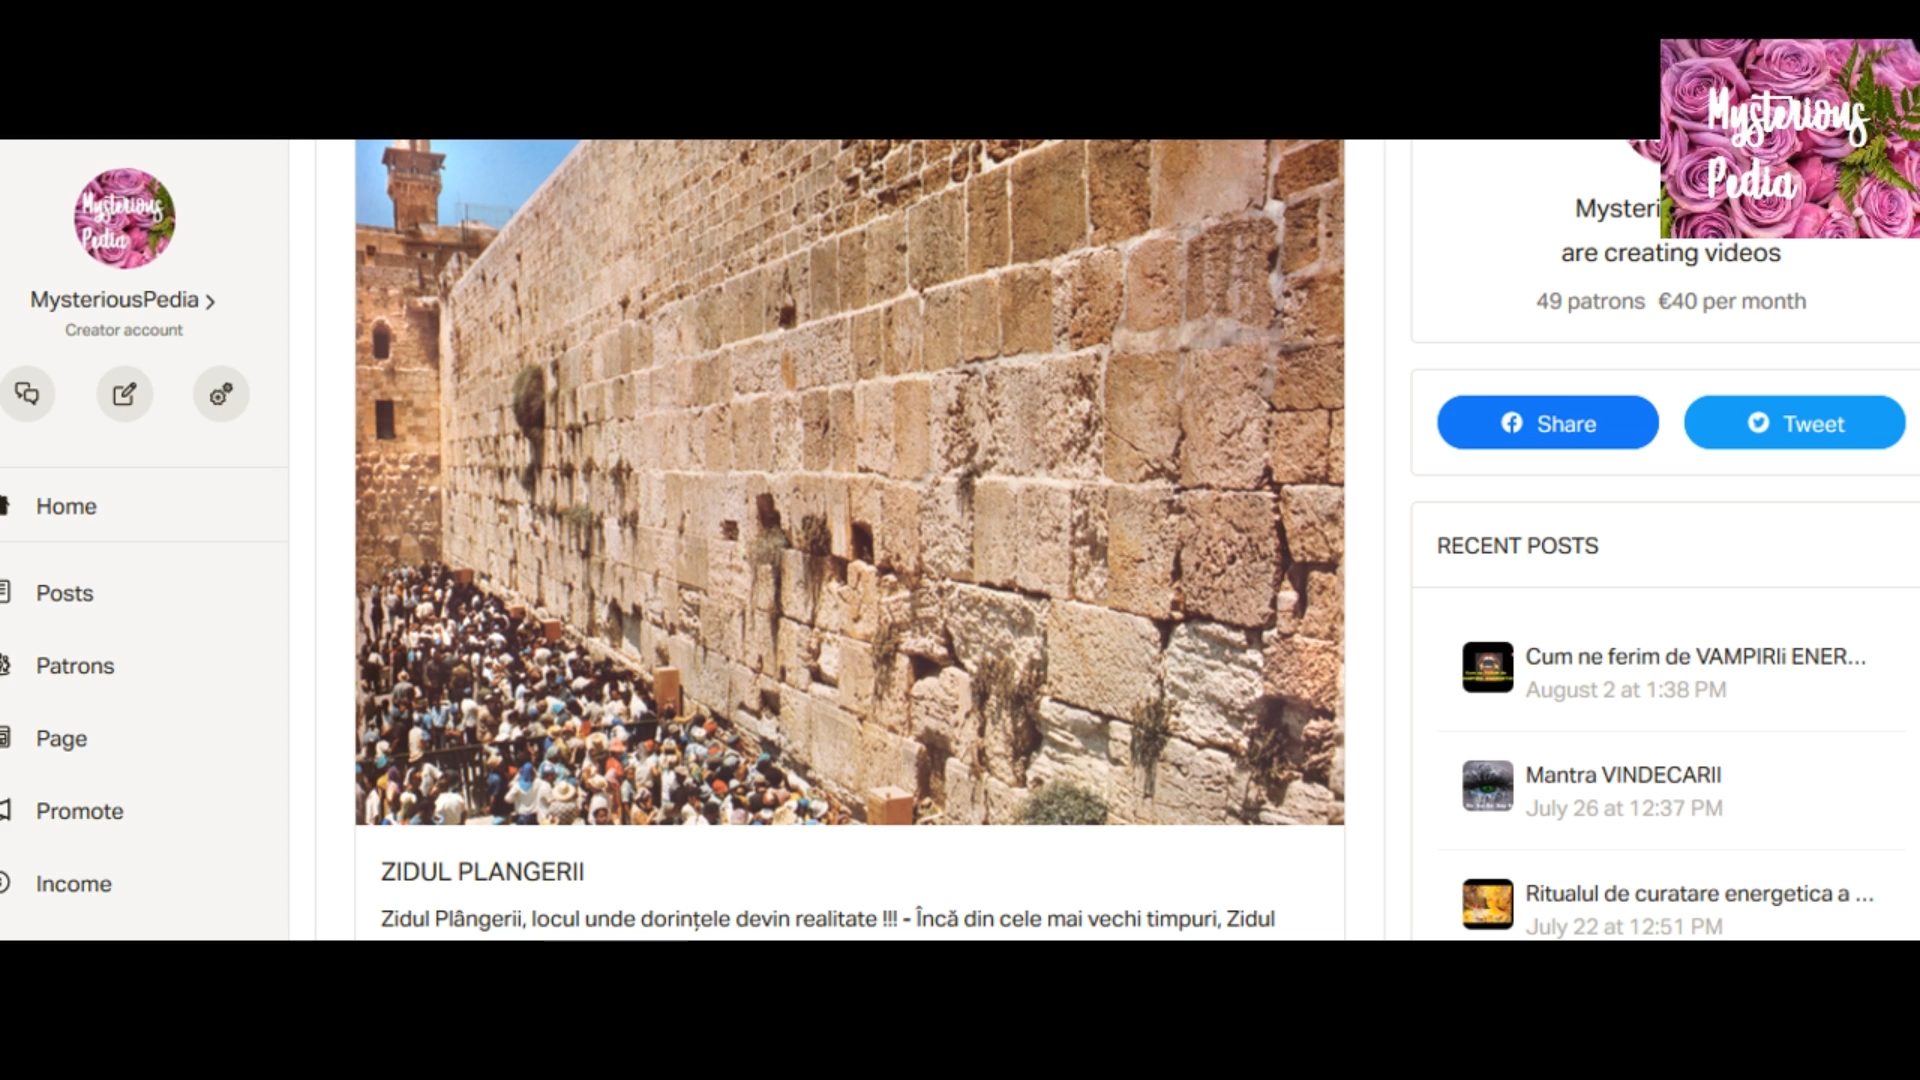 Mysterious
Pedia
Mysterious
Pedia
MysteriousPedia
Creator account
Home
Posts
Patrons
Page
Promote
Income
ZIDUL PLANGERII
Zidul Plângerii, locul unde dorințele devin realitate !!! - Încă din cele mai vechi timpuri, Zidul
Mysteri
are creating videos
49 patrons €40 per month
Share
Tweet
RECENT POSTS
Cum ne ferim de VAMPIRIi ENER...
August 2 at 1:38 PM
Mantra VINDECARII
July 26 at 12:37 PM
Ritualul de curatare energetica a ...
July 22 at 12:51 PM